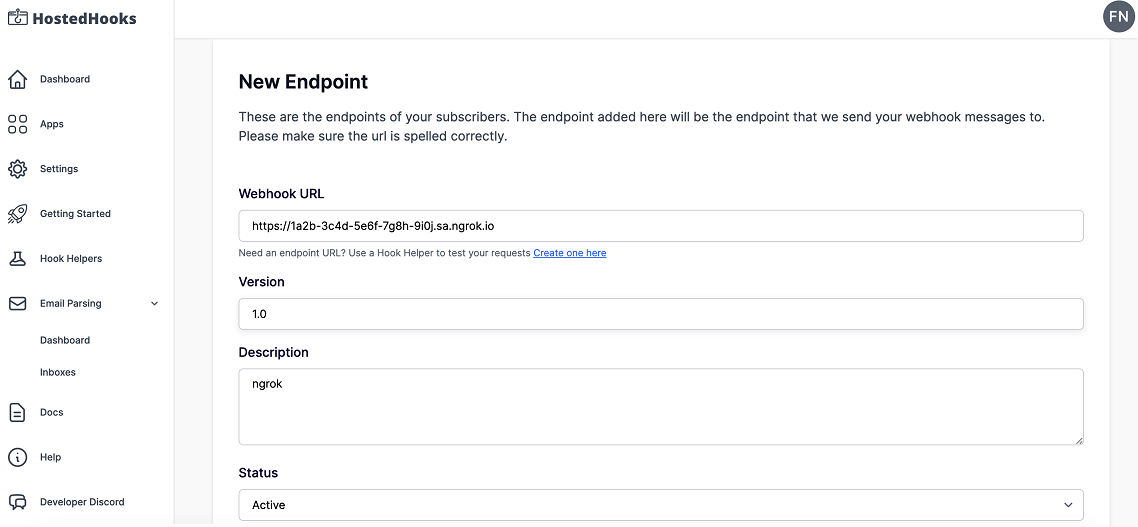 HostedHooks
FN
Dashboard
Apps
Settings
Getting Started
Hook Helpers
Email Parsing
Dashboard
Inboxes
Docs
Help
Developer Discord
New Endpoint
These are the endpoints of your subscribers. The endpoint added here will be the endpoint that we send your webhook messages to.
Please make sure the url is spelled correctly.
Webhook URL
https://1a2b-3c4d-5e6f-7g8h-9i0j.sa.ngrok.io
Need an endpoint URL? Use a Hook Helper to test your requests Create one here
Version
1.0
Description
ngrok
Status
Active